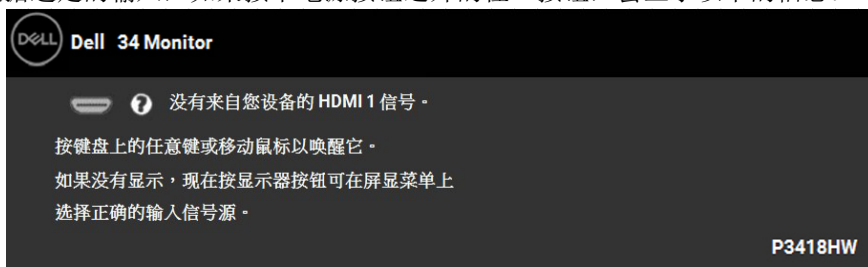 DELL Dell 34 Monitor
没有来自您设备的 HDMI 1 信号。
按键盘上的任意键或移动鼠标以唤醒它。
如果没有显示，现在按显示器按钮可在屏显菜单上
选择正确的输入信号源。
P3418HW